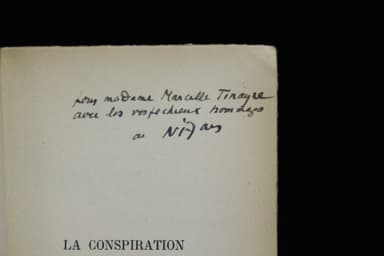 pour madame Marcelle Tinayre
avec les respectueux hommages
de Nizan
LA CONSPIRATION